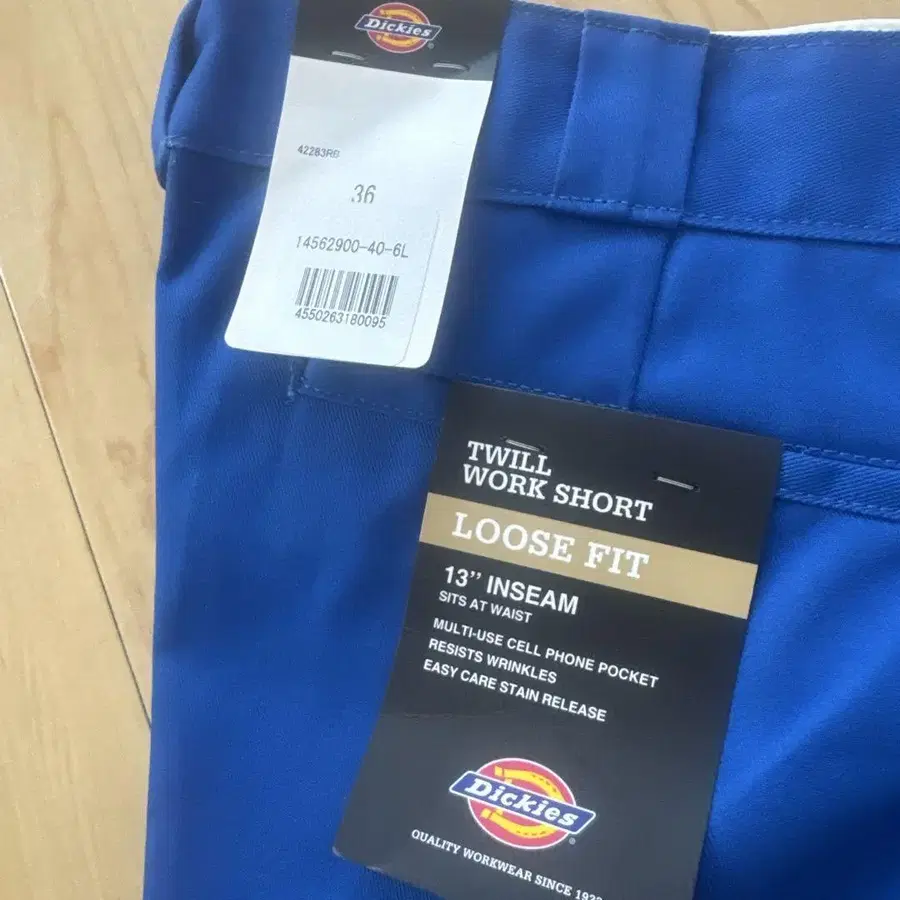 Dickies
42283RB
36
14562900-40-6L
4550263180095
TWILL
WORK SHORT
LOOSE FIT
13" INSEAM
SITS AT WAIST
MULTI-USE CELL PHONE POCKET
RESISTS WRINKLES
EASY CARE STAIN RELEASE
Dickies
QUALITY WORKWEAR SINCE 1922